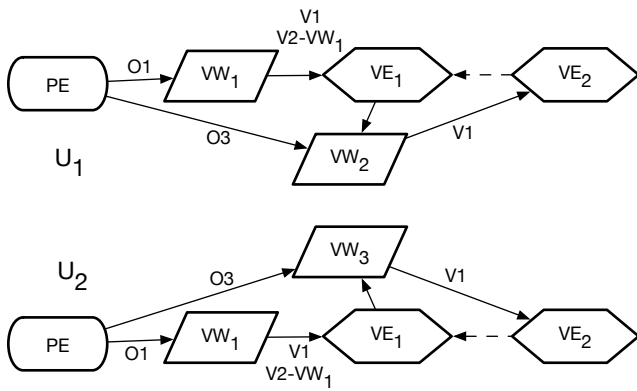 V1
V2-VW₁
O1
PE
VW₁
VE₁
VE₂
O3
V1
VW₂
U₁
VW₃
U₂
O3
V1
PE
O1
VW₁
V1
V2-VW₁
VE₁
VE₂